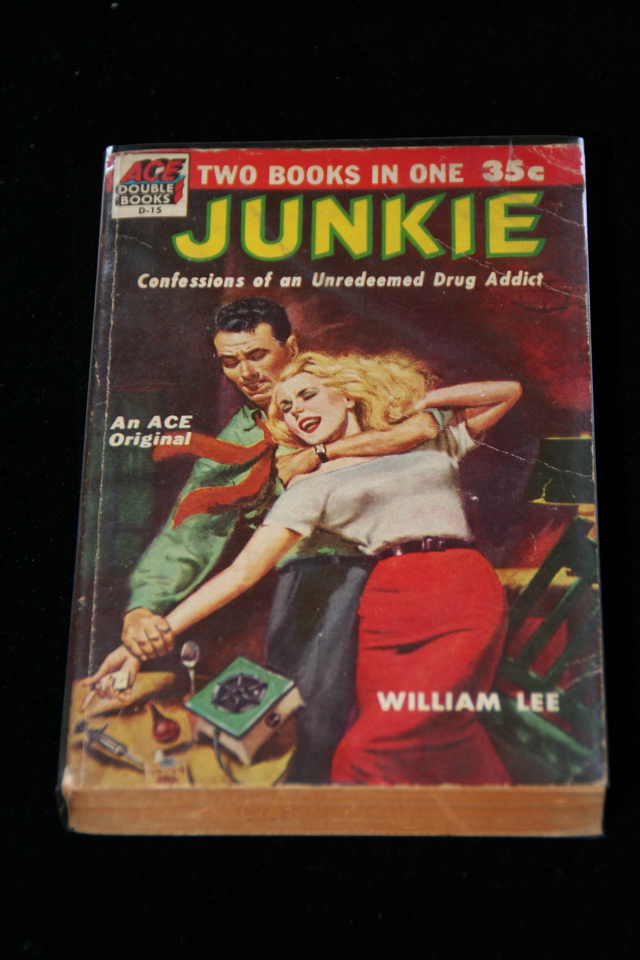 ACE
DOUBLE
BOOKS
D-15
TWO BOOKS IN ONE 35c
JUNKIE
Confessions of an Unredeemed Drug Addict
An ACE
Original
WILLIAM LEE